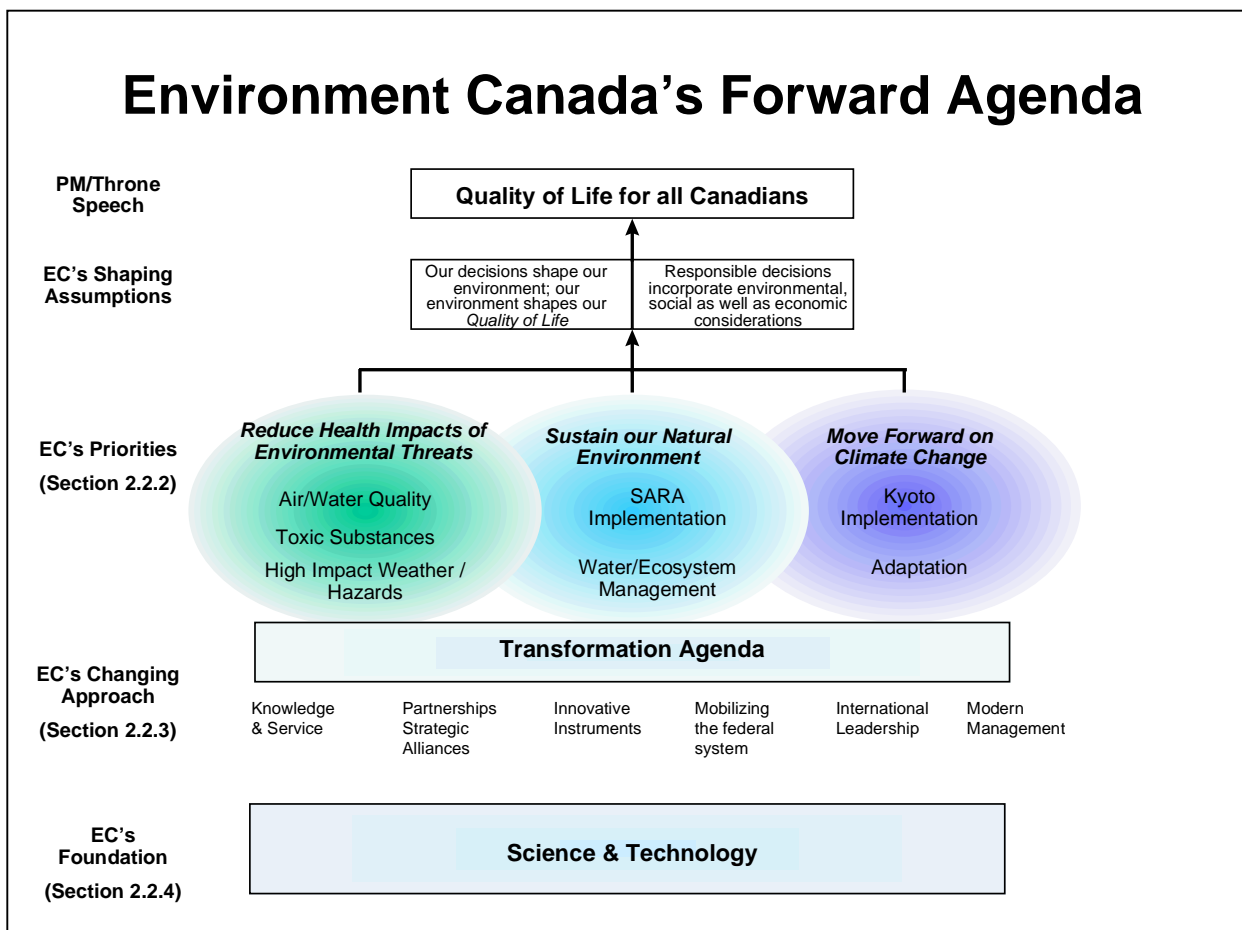 Environment Canada's Forward Agenda
PM/Throne
Speech
Quality of Life for all Canadians
EC's Shaping
Assumptions
Our decisions shape our
environment; our
environment shapes our
Quality of Life
Responsible decisions
incorporate environmental,
social as well as economic
considerations
EC's Priorities
(Section 2.2.2)
Reduce Health Impacts of
Environmental Threats
Air/Water Quality
Toxic Substances
High Impact Weather /
Hazards
Sustain our Natural
Environment
SARA
Implementation
Water/Ecosystem
Management
Move Forward on
Climate Change
Kyoto
Implementation
Adaptation
EC's Changing
Approach
(Section 2.2.3)
Transformation Agenda
Knowledge
& Service
Partnerships
Strategic
Alliances
Innovative
Instruments
Mobilizing
the federal
system
International
Leadership
Modern
Management
EC's
Foundation
(Section 2.2.4)
Science & Technology